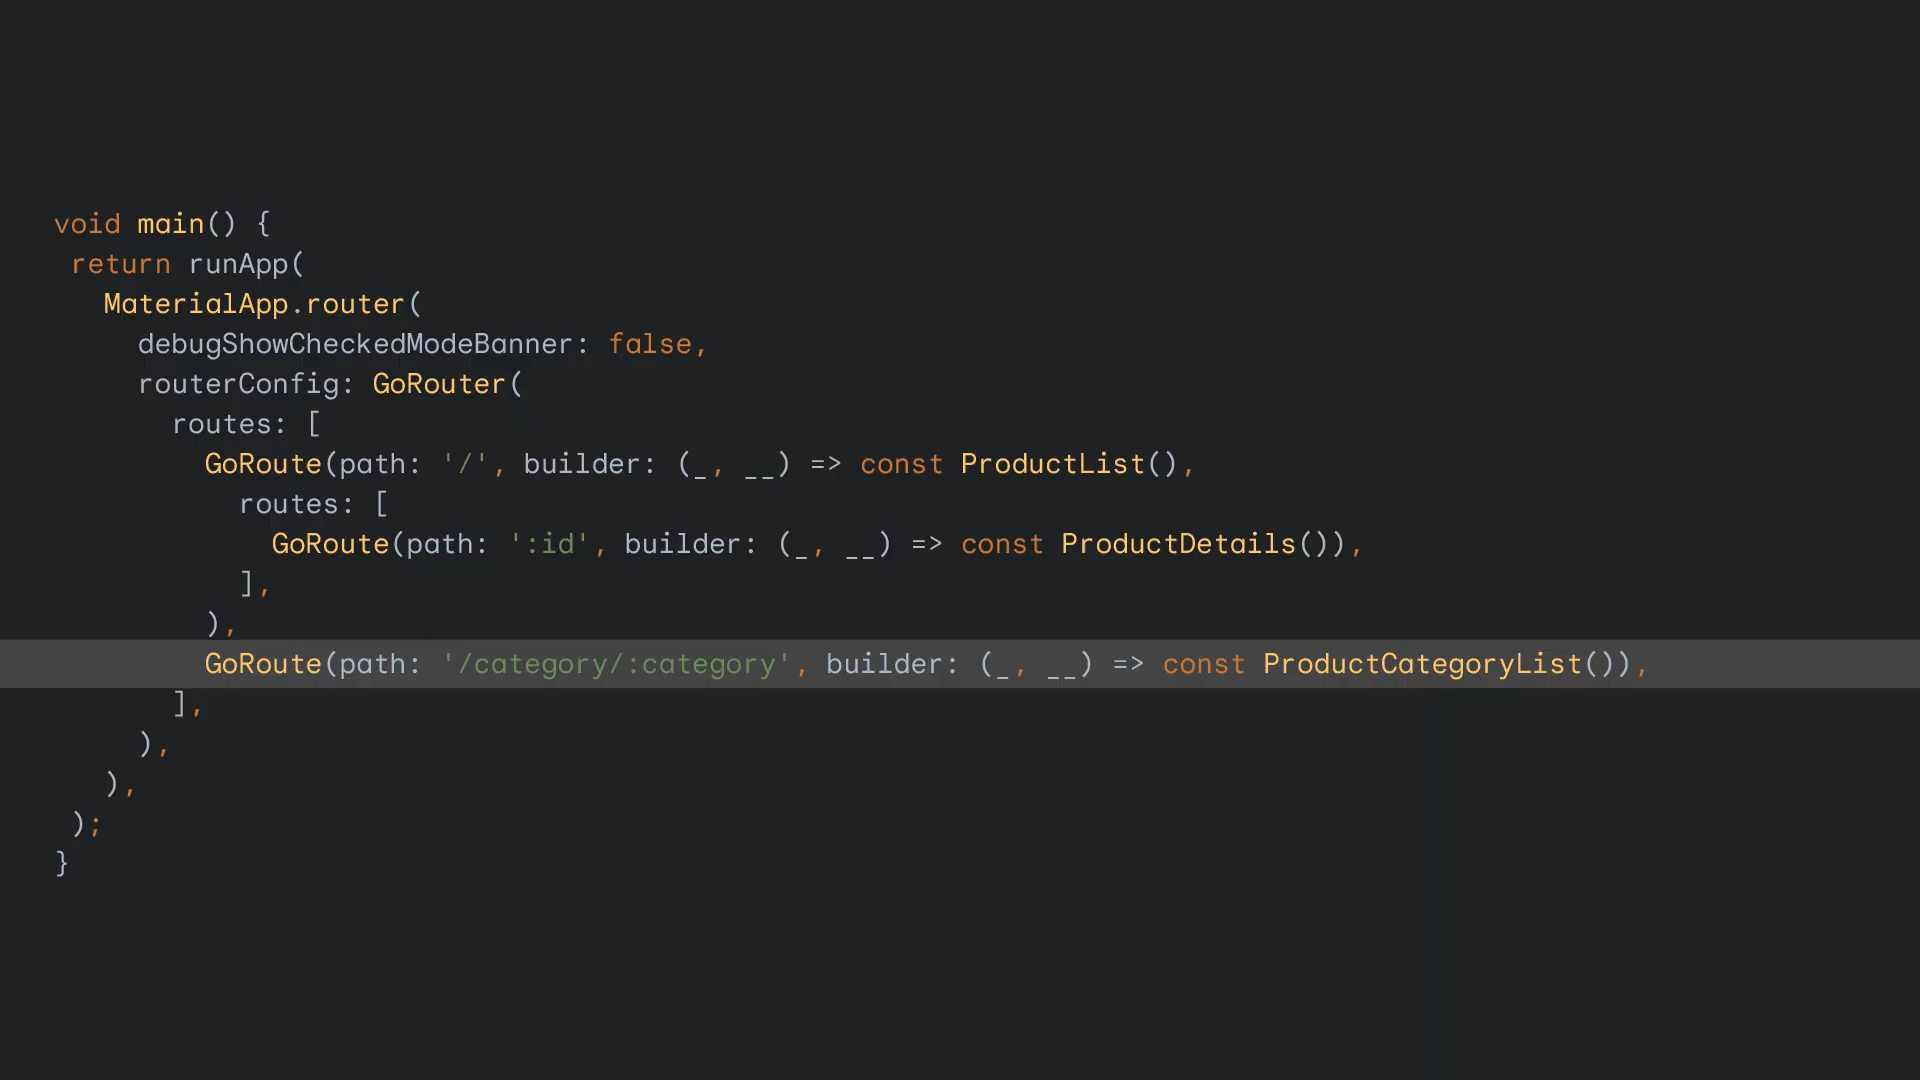 void main() {
 return runApp(
   MaterialApp.router(
     debugShowCheckedModeBanner: false,
     routerConfig: GoRouter(
       routes: [
         GoRoute(path: '/', builder: (_, __) => const ProductList(),
           routes: [
             GoRoute(path: ':id', builder: (_, __) => const ProductDetails()),
           ],
         ),
         GoRoute(path: '/category/:category', builder: (_, __) => const ProductCategoryList()),
       ],
     ),
   ),
 );
}